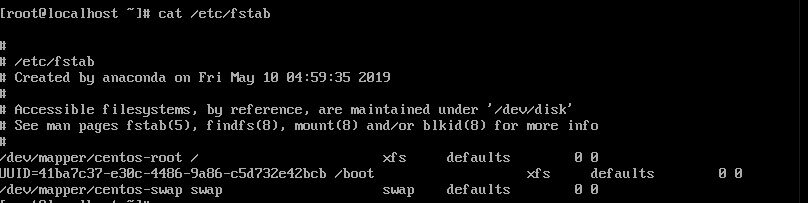 [root@localhost ~]# cat /etc/fstab
#
# /etc/fstab
# Created by anaconda on Fri May 10 04:59:35 2019
#
# Accessible filesystems, by reference, are maintained under '/dev/disk'
# See man pages fstab(5), findfs(8), mount(8) and/or blkid(8) for more info
#
/dev/mapper/centos-root / xfs defaults 0 0
UUID=41ba7c37-e30c-4486-9a86-c5d732e42bcb /boot xfs defaults 0 0
/dev/mapper/centos-swap swap swap defaults 0 0
[root@localhost ~]#